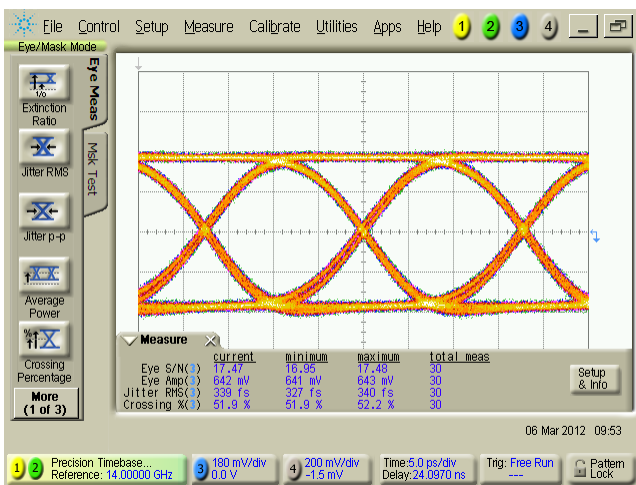 File Control Setup Measure Calibrate Utilities Apps Help 1 2 3 4
Eye/Mask Mode
Eye Meas
Msk Test
1/0
Extinction
Ratio
Jitter RMS
Jitter p-p
Average
Power
%
Crossing
Percentage
More
(1 of 3)
Measure
current minimum maximum total meas
Eye S/N(3) 17.47 16.95 17.48 30
Eye Amp(3) 642 mV 641 mV 643 mV 30
Jitter RMS(3) 339 fs 327 fs 340 fs 30
Crossing %(3) 51.9 % 51.9 % 52.2 % 30
Setup
& Info
06 Mar 2012 09:53
1 2 Precision Timebase...
Reference: 14.00000 GHz
3 180 mV/div
0.0 V
4 200 mV/div
-1.5 mV
Time:5.0 ps/div
Delay:24.0970 ns
Trig: Free Run
---
Pattern
Lock